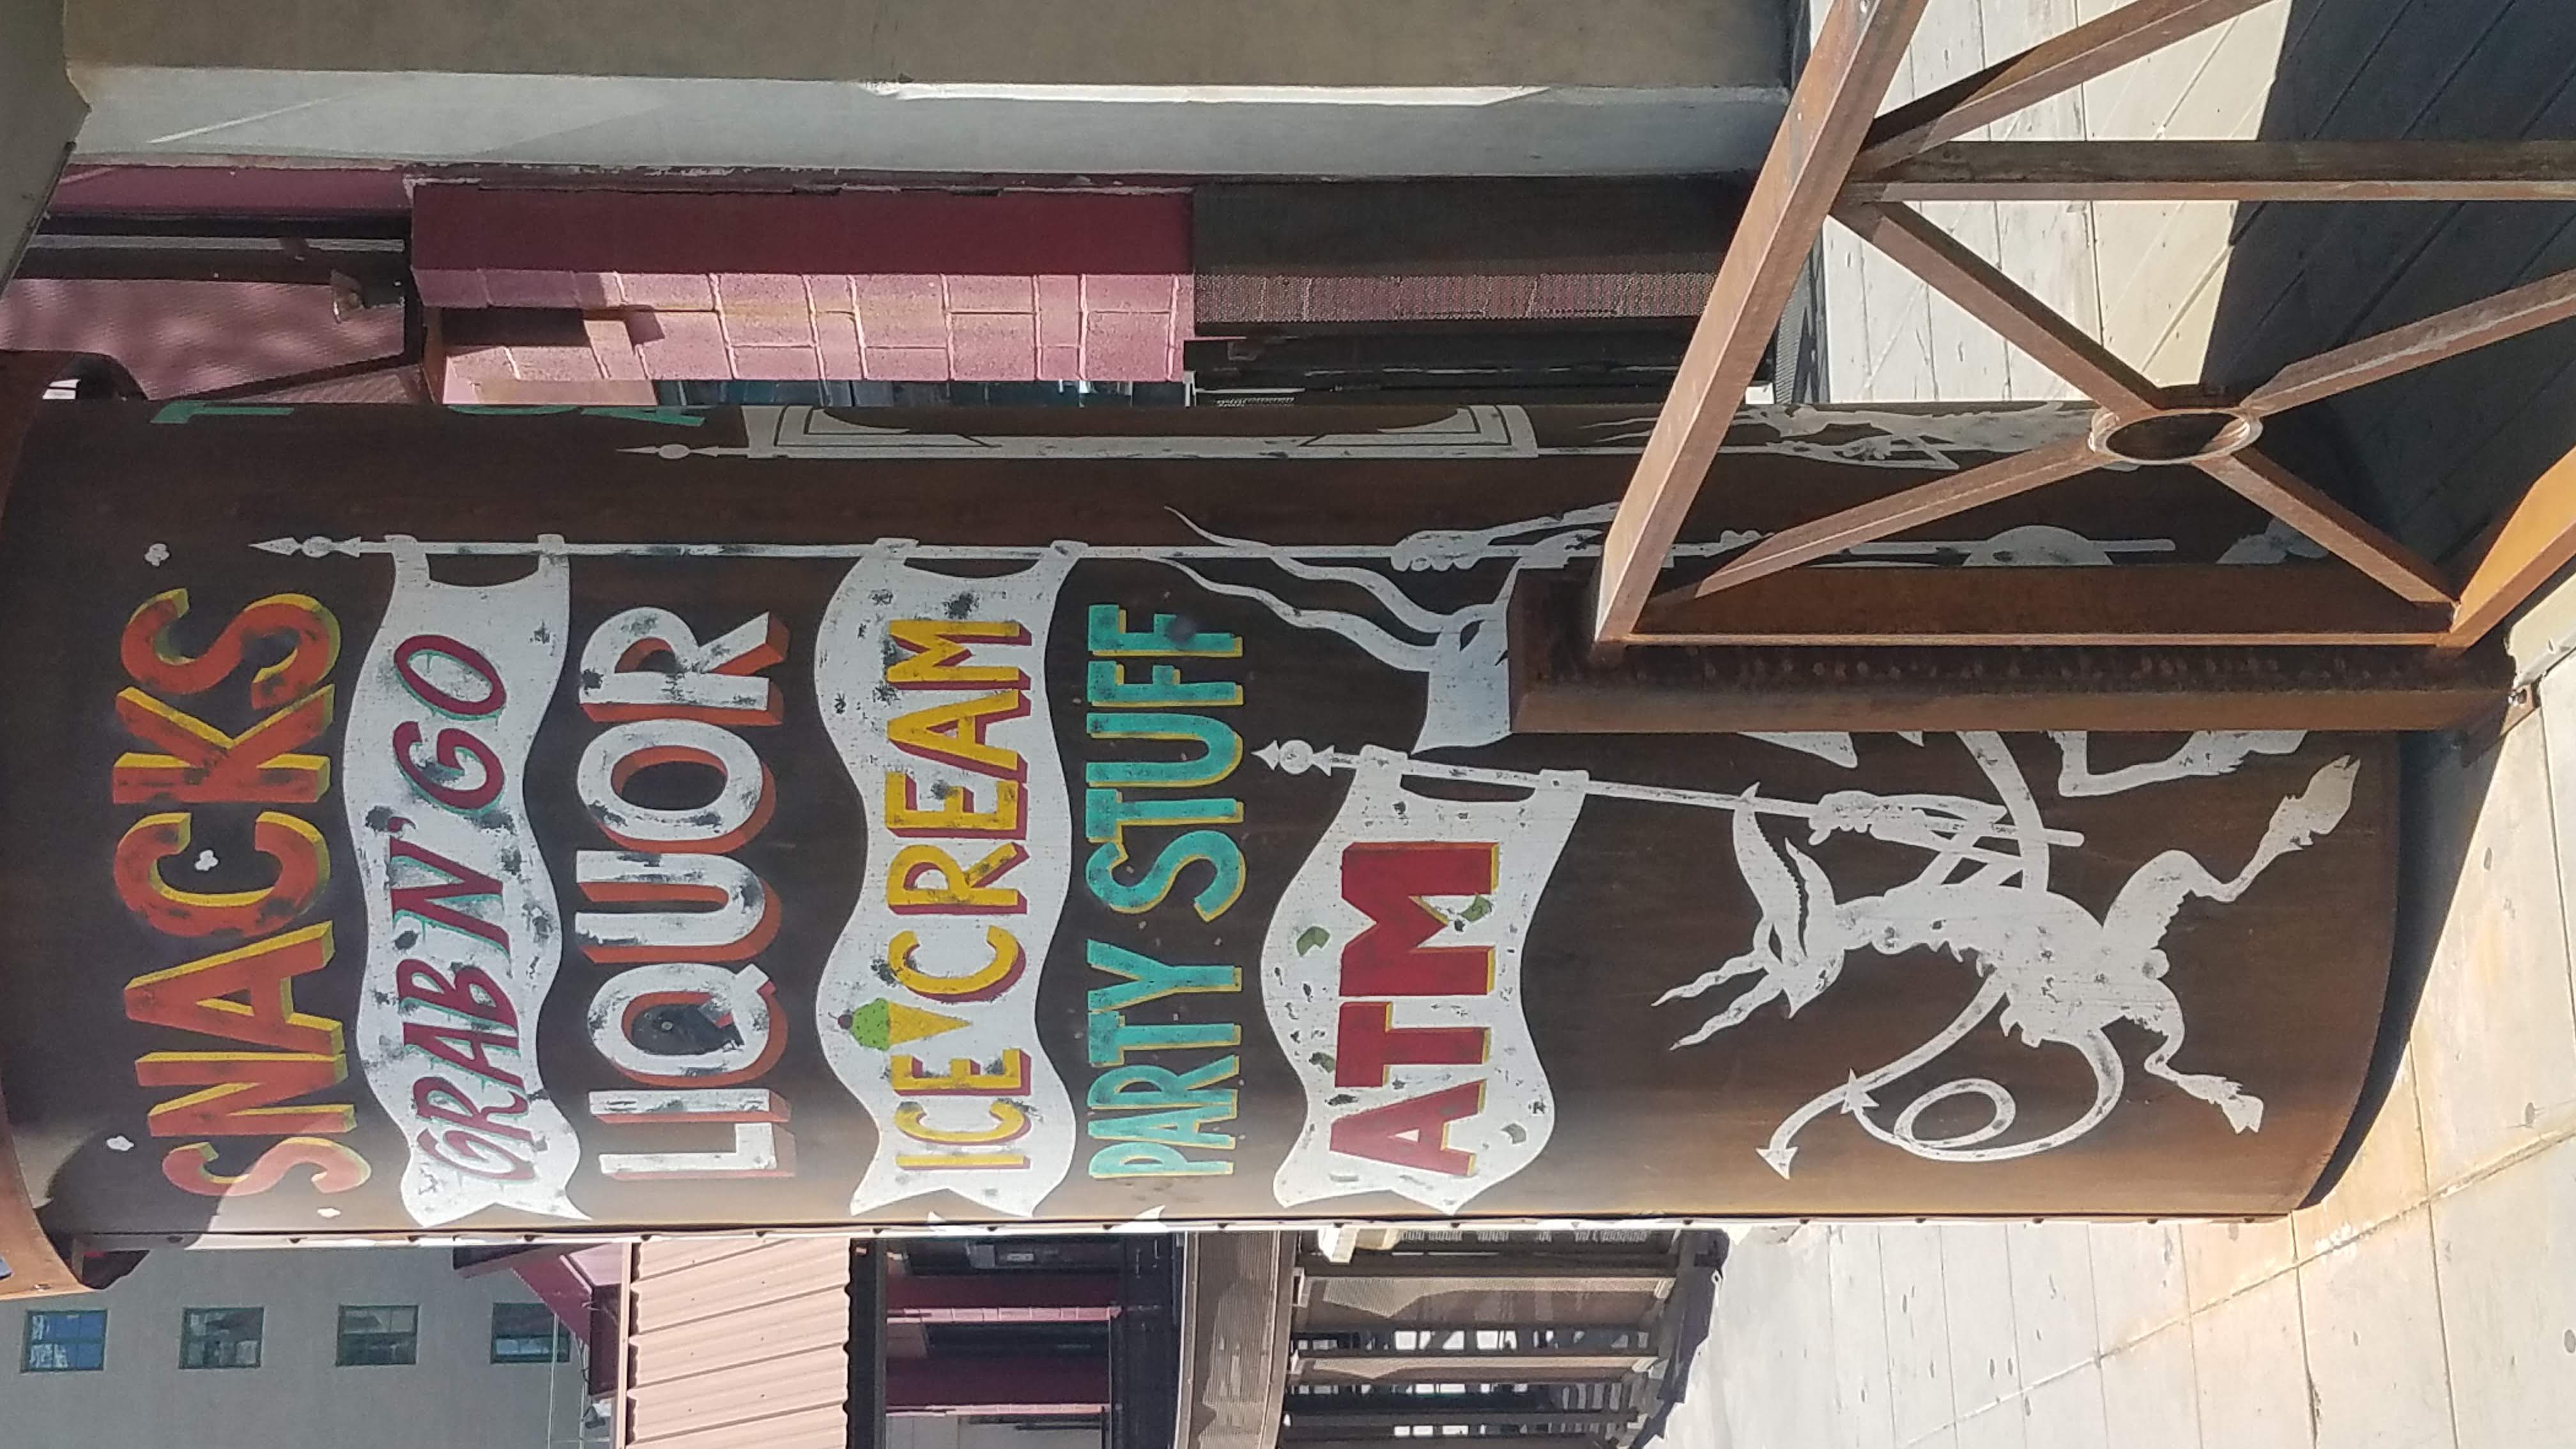 SNACKS
GRAB 'N' GO
LIQUOR
ICE CREAM
PARTY STUFF
ATM